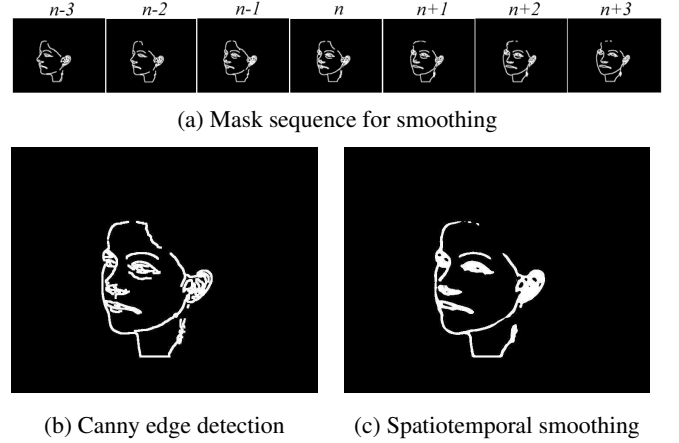 n-3 n-2 n-1 n n+1 n+2 n+3
(a) Mask sequence for smoothing
(b) Canny edge detection (c) Spatiotemporal smoothing